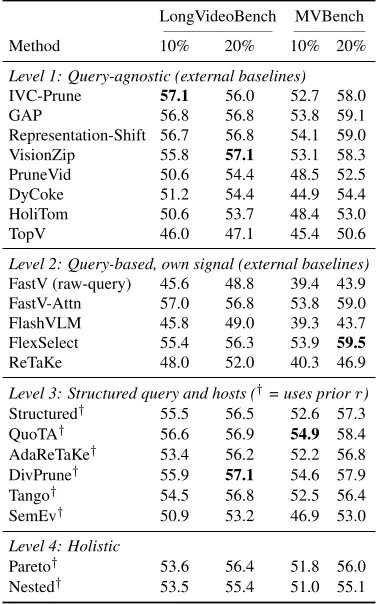 LongVideoBench MVBench
Method 10% 20% 10% 20%
Level 1: Query-agnostic (external baselines)
IVC-Prune 57.1 56.0 52.7 58.0
GAP 56.8 56.8 53.8 59.1
Representation-Shift 56.7 56.8 54.1 59.0
VisionZip 55.8 57.1 53.1 58.3
PruneVid 50.6 54.4 48.5 52.5
DyCoke 51.2 54.4 44.9 54.4
HoliTom 50.6 53.7 48.4 53.0
TopV 46.0 47.1 45.4 50.6
Level 2: Query-based, own signal (external baselines)
FastV (raw-query) 45.6 48.8 39.4 43.9
FastV-Attn 57.0 56.8 53.8 59.0
FlashVLM 45.8 49.0 39.3 43.7
FlexSelect 55.4 56.3 53.9 59.5
ReTaKe 48.0 52.0 40.3 46.9
Level 3: Structured query and hosts († = uses prior r)
Structured† 55.5 56.5 52.6 57.3
QuoTA† 56.6 56.9 54.9 58.4
AdaReTaKe† 53.4 56.2 52.2 56.8
DivPrune† 55.9 57.1 54.6 57.9
Tango† 54.5 56.8 52.5 56.4
SemEv† 50.9 53.2 46.9 53.0
Level 4: Holistic
Pareto† 53.6 56.4 51.8 56.0
Nested† 53.5 55.4 51.0 55.1